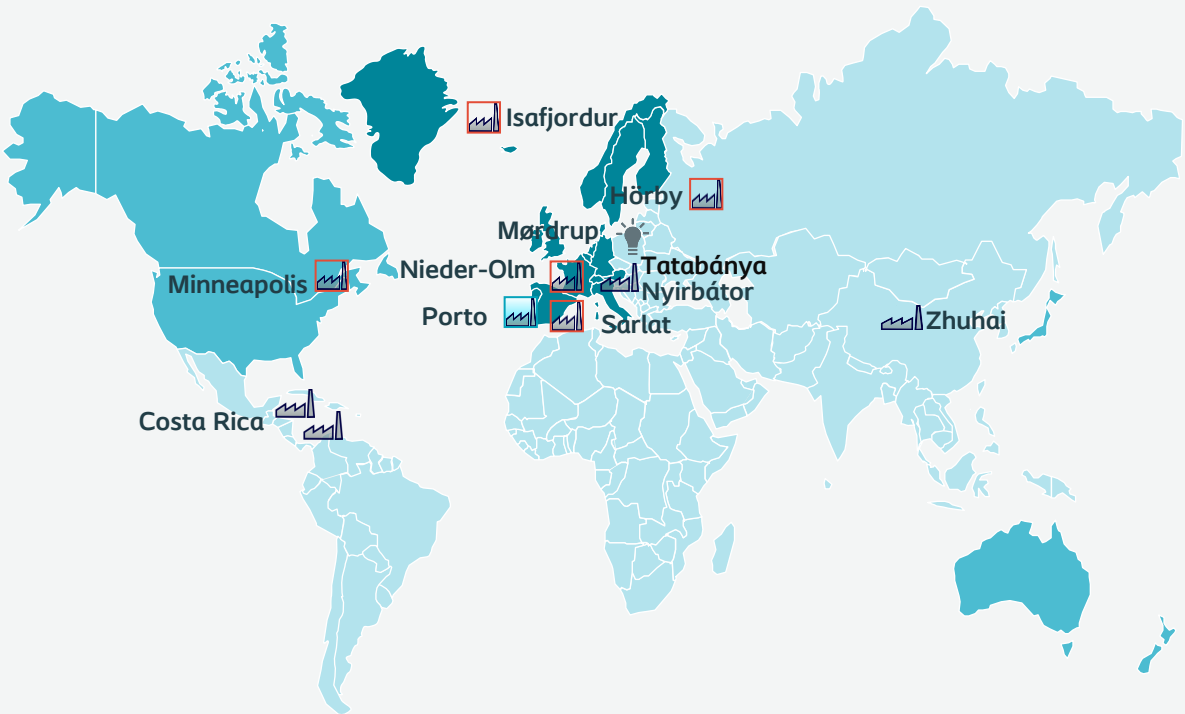 Isafjordur
Hörby
Mørdrup
Nieder-Olm
Tatabánya
Minneapolis
Nyirbátor
Porto
Sarlat
Zhuhai
Costa Rica